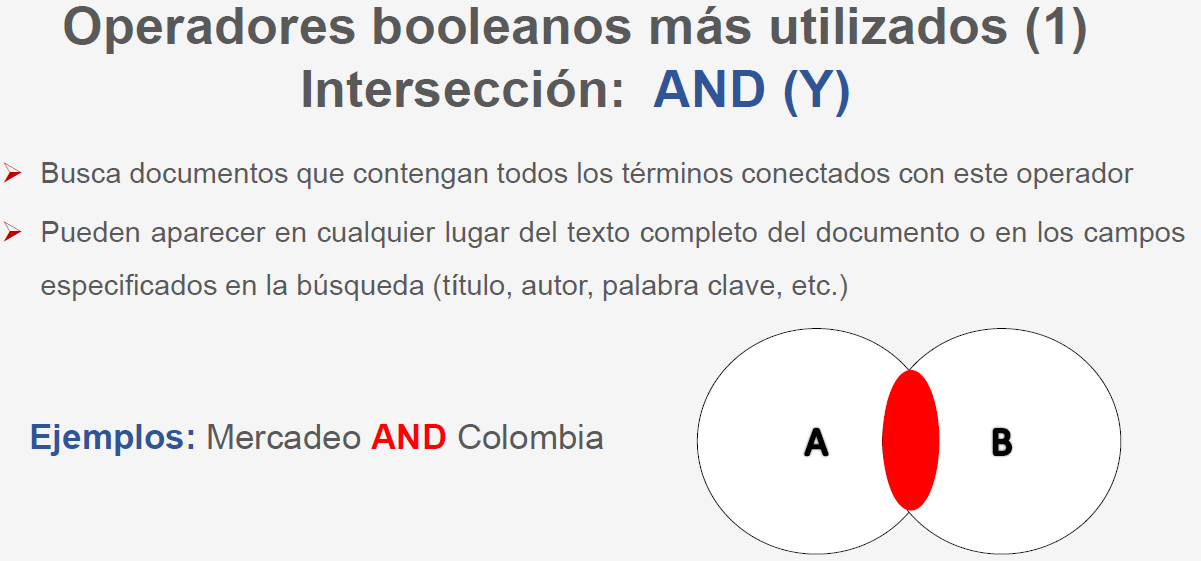 Operadores booleanos más utilizados (1)
Intersección: AND (Y)
Busca documentos que contengan todos los términos conectados con este operador
Pueden aparecer en cualquier lugar del texto completo del documento o en los campos
especificados en la búsqueda (título, autor, palabra clave, etc.)
Ejemplos: Mercadeo AND Colombia
A
B